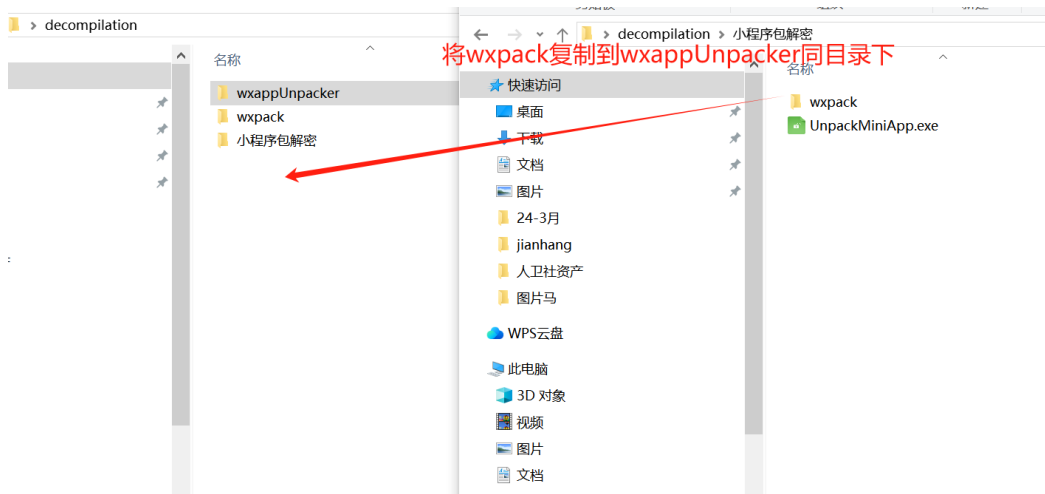 > decompilation
名称
wxappUnpacker
wxpack
小程序包解密
> decompilation > 小程序包解密
将wxpack复制到wxappUnpacker同目录下
名称
快速访问
桌面
下载
文档
图片
24-3月
jianhang
人卫社资产
图片马
WPS云盘
此电脑
3D 对象
视频
图片
文档
wxpack
UnpackMiniApp.exe